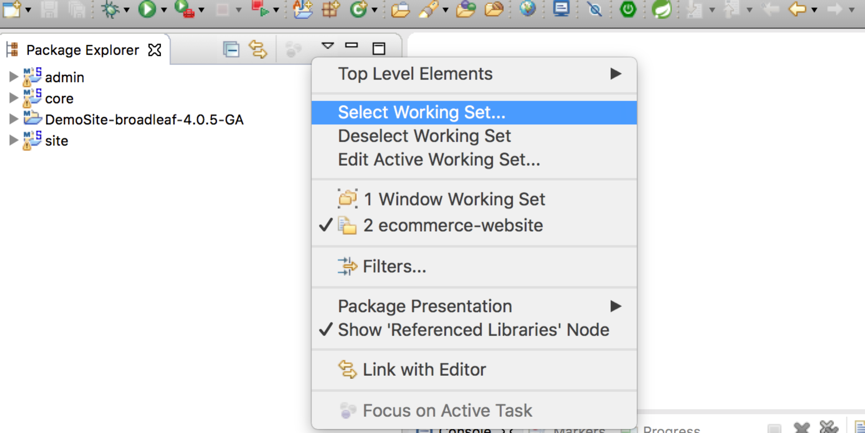 Package Explorer
admin
core
DemoSite-broadleaf-4.0.5-GA
site
Top Level Elements
Select Working Set...
Deselect Working Set
Edit Active Working Set...
1 Window Working Set
2 ecommerce-website
Filters...
Package Presentation
Show 'Referenced Libraries' Node
Link with Editor
Focus on Active Task
Console
Markers
Progress